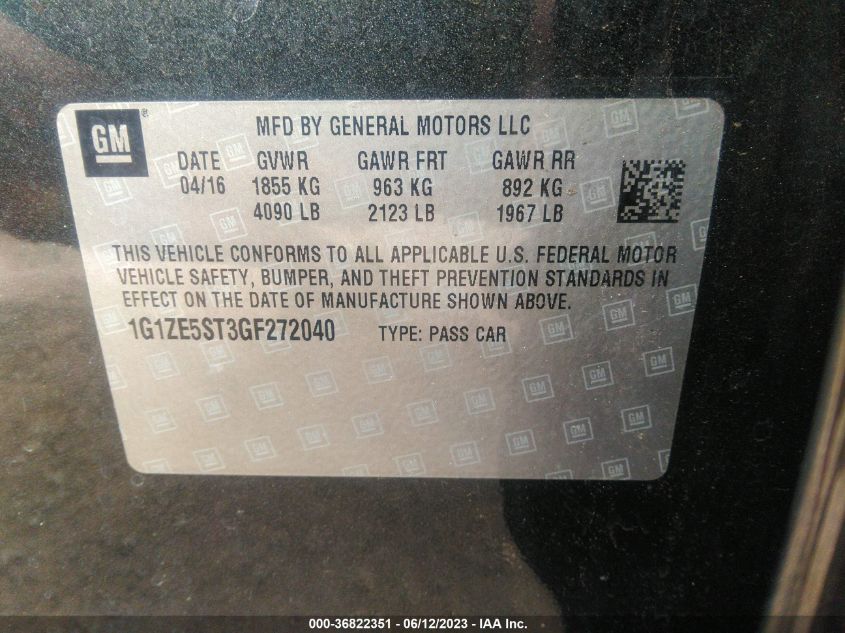 GM ®
MFD BY GENERAL MOTORS LLC
DATE GVWR GAWR FRT GAWR RR
04/16 1855 KG 963 KG 892 KG
4090 LB 2123 LB 1967 LB
THIS VEHICLE CONFORMS TO ALL APPLICABLE U.S. FEDERAL MOTOR
VEHICLE SAFETY, BUMPER, AND THEFT PREVENTION STANDARDS IN
EFFECT ON THE DATE OF MANUFACTURE SHOWN ABOVE.
1G1ZE5ST3GF272040 TYPE: PASS CAR
000-36822351 | 06/12/2023 - IAA Inc.